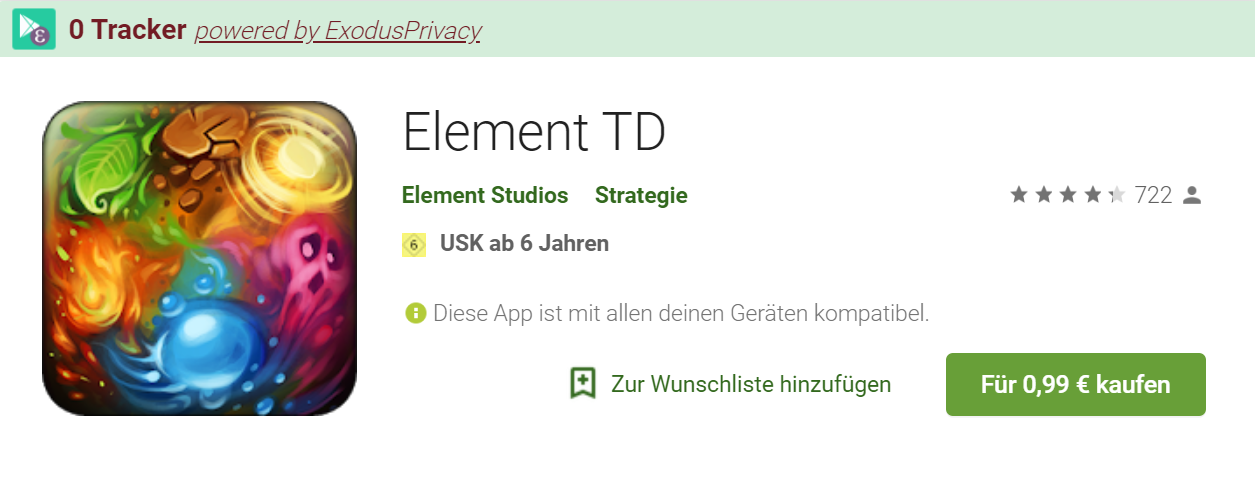 0 Tracker powered by ExodusPrivacy
Element TD
Element Studios Strategie 722
6 USK ab 6 Jahren
Diese App ist mit allen deinen Geräten kompatibel.
Zur Wunschliste hinzufügen Für 0,99 € kaufen